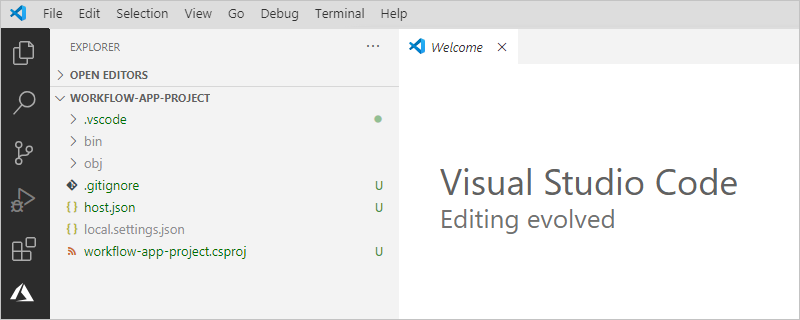 File Edit Selection View Go Debug Terminal Help
EXPLORER ...
Welcome
OPEN EDITORS
WORKFLOW-APP-PROJECT
.vscode
bin
obj
.gitignore U
host.json U
local.settings.json
workflow-app-project.csproj U
Visual Studio Code
Editing evolved